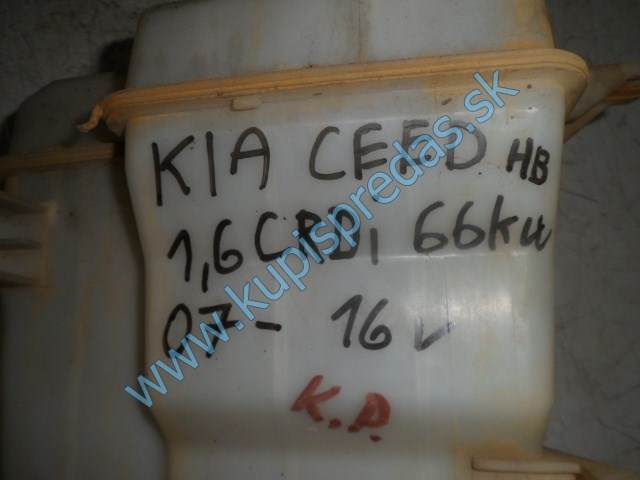 KIA CEED HB
1,6 CRDi 66kw
07- 16v
K.P.
www.kupispredas.sk